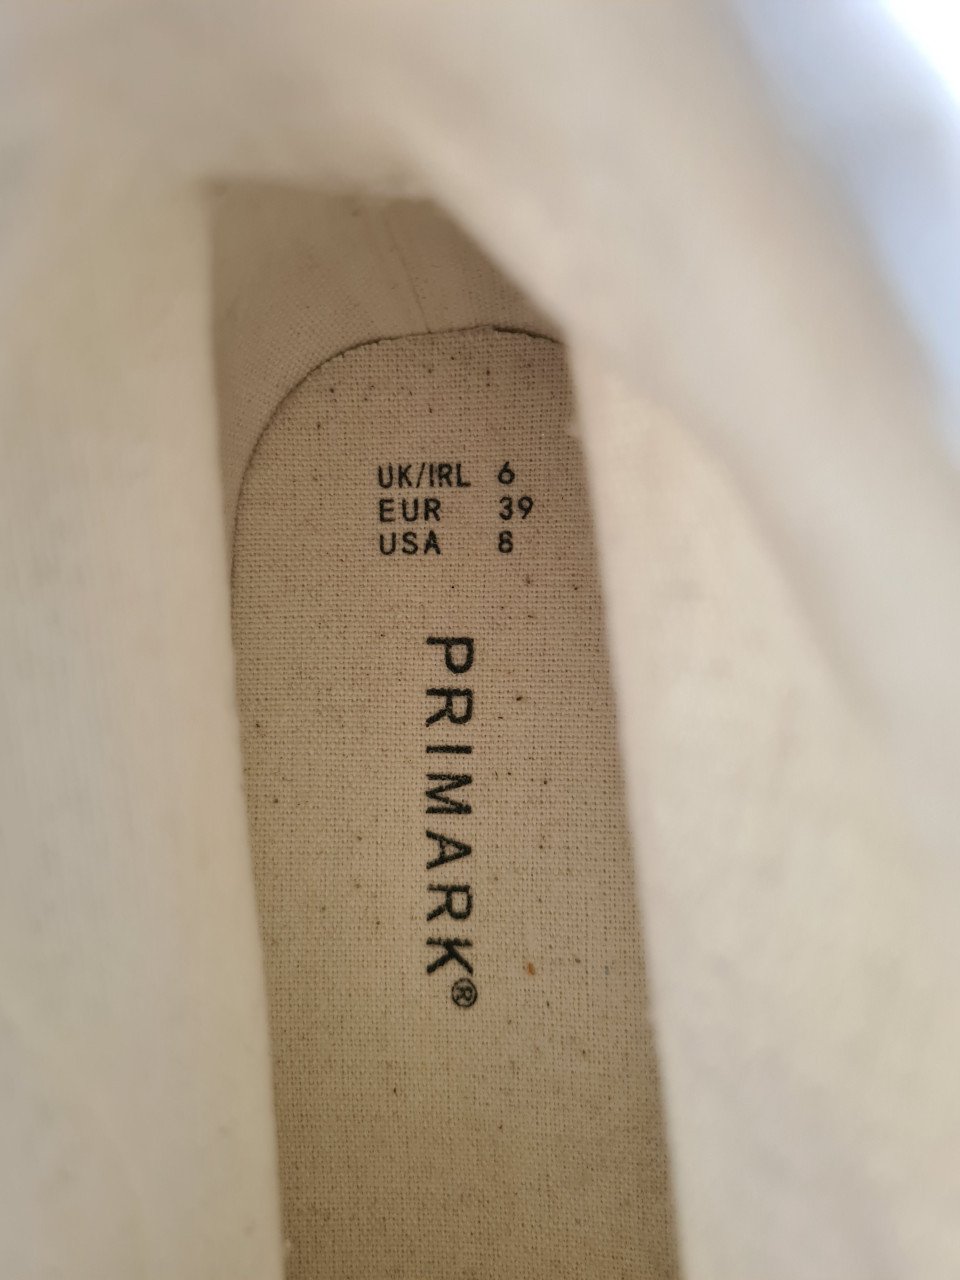 UK/IRL 6
EUR 39
USA 8
PRIMARK®